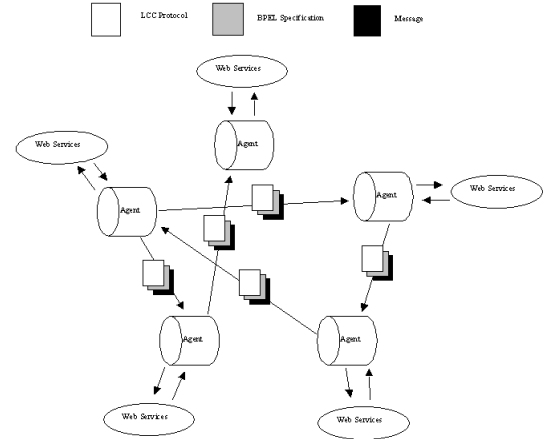 LCC Protocol
BPEL Specification
Message
Web Services
Agent
Web Services
Agent
Agent
Web Services
Agent
Agent
Web Services
Web Services